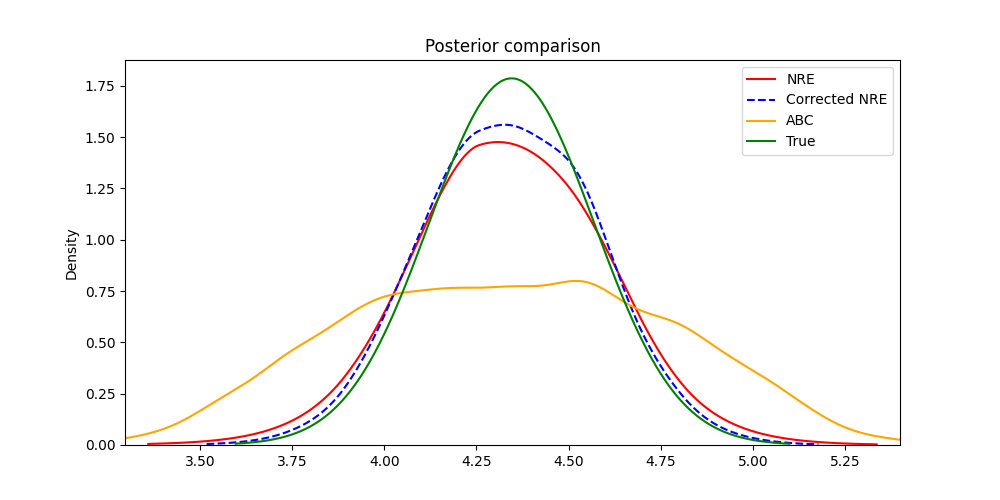 Posterior comparison
NRE
Corrected NRE
ABC
True
Density
1.75
1.50
1.25
1.00
0.75
0.50
0.25
0.00
3.50 3.75 4.00 4.25 4.50 4.75 5.00 5.25